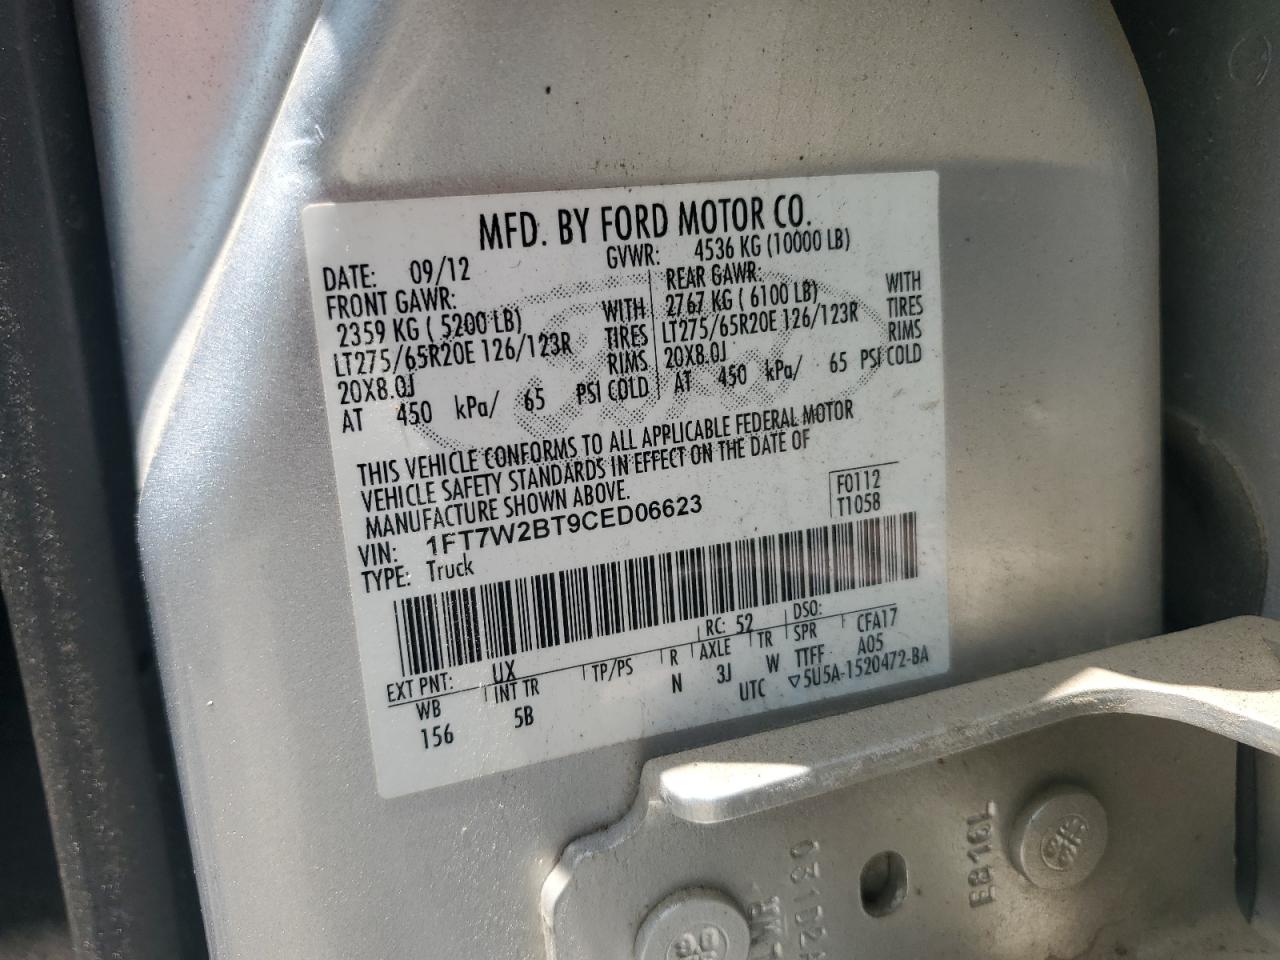 MFD. BY FORD MOTOR CO.
DATE: 09/12 GVWR: 4536 KG (10000 LB)
FRONT GAWR: REAR GAWR:
2359 KG ( 5200 LB) WITH 2767 KG ( 6100 LB) WITH
LT275/65R20E 126/123R TIRES LT275/65R20E 126/123R TIRES
20X8.0J RIMS 20X8.0J RIMS
AT 450 kPa/ 65 PSI COLD AT 450 kPa/ 65 PSI COLD
THIS VEHICLE CONFORMS TO ALL APPLICABLE FEDERAL MOTOR
VEHICLE SAFETY STANDARDS IN EFFECT ON THE DATE OF
MANUFACTURE SHOWN ABOVE.
F0112
T1058
VIN: 1FT7W2BT9CED06623
TYPE: Truck
EXT PNT: UX RC: 52 DSO:
WB INT TR TP/PS R AXLE TR SPR CFA17
156 5B N 3J W TTFF A05
UTC ▽5U5A-1520472-BA
E816L